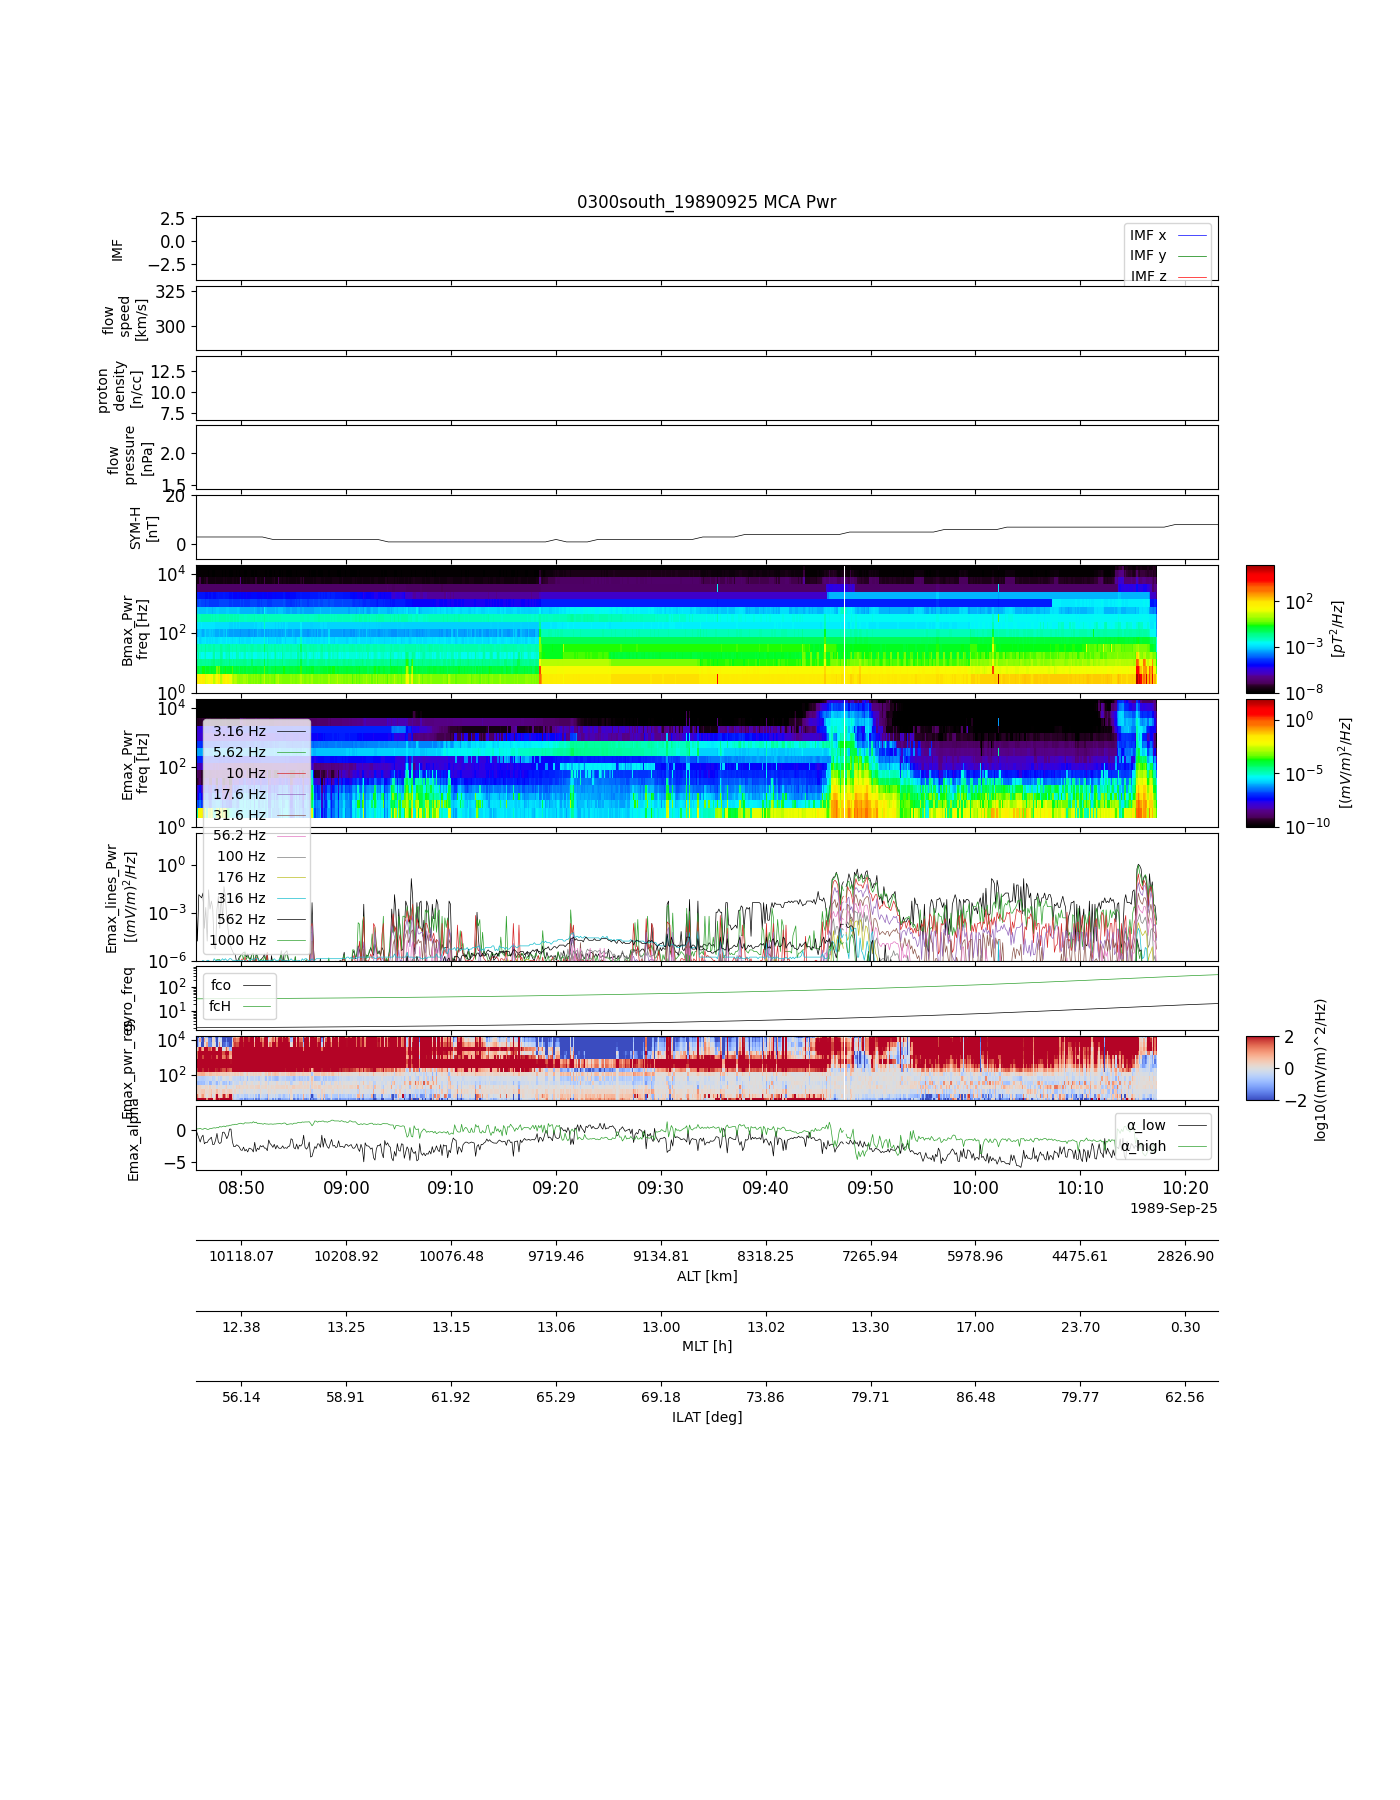 0300south_19890925 MCA Pwr
2.5
0.0
−2.5
IMF
IMF x
IMF y
IMF z
325
300
flow
speed
[km/s]
12.5
10.0
7.5
proton
density
[n/cc]
2.0
1.5
flow
pressure
[nPa]
20
0
SYM-H
[nT]
10^4
10^2
10^0
Bmax_Pwr
freq [Hz]
10^2
10^−3
10^−8
[pT^2/Hz]
10^4
10^2
10^0
Emax_Pwr
freq [Hz]
10^0
10^−5
10^−10
[(mV/m)^2/Hz]
3.16 Hz
5.62 Hz
10 Hz
17.6 Hz
31.6 Hz
56.2 Hz
100 Hz
176 Hz
316 Hz
562 Hz
1000 Hz
10^0
10^−3
10^−6
Emax_lines_Pwr
[(mV/m)^2/Hz]
10^2
10^1
gyro_freq
fco
fcH
10^4
10^2
Emax_pwr_reg
2
0
−2
log10((mV/m)^2/Hz)
0
−5
Emax_alpha
α_low
α_high
08:50 09:00 09:10 09:20 09:30 09:40 09:50 10:00 10:10 10:20
1989-Sep-25
10118.07 10208.92 10076.48 9719.46 9134.81 8318.25 7265.94 5978.96 4475.61 2826.90
ALT [km]
12.38 13.25 13.15 13.06 13.00 13.02 13.30 17.00 23.70 0.30
MLT [h]
56.14 58.91 61.92 65.29 69.18 73.86 79.71 86.48 79.77 62.56
ILAT [deg]